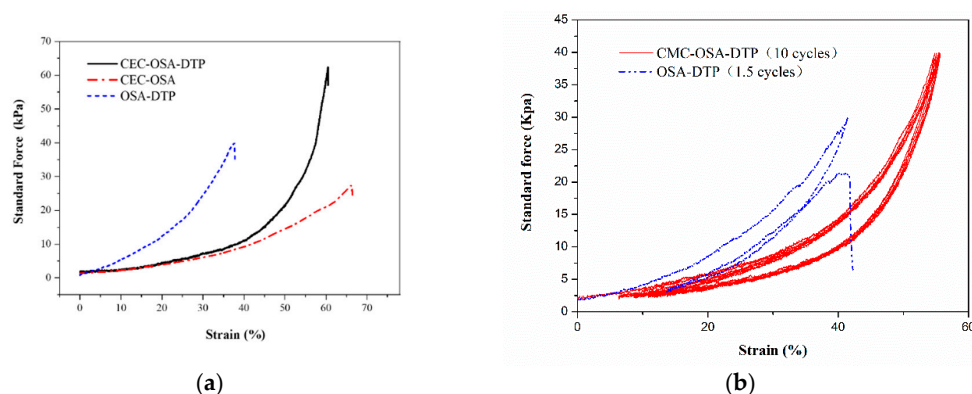 70
60
50
40
30
20
10
0
Standard Force (kPa)
CEC-OSA-DTP
CEC-OSA
OSA-DTP
0 10 20 30 40 50 60 70
Strain (%)
(a)
45
40
35
30
25
20
15
10
5
0
Standard force (Kpa)
CMC-OSA-DTP（10 cycles）
OSA-DTP（1.5 cycles）
0 20 40 60
Strain (%)
(b)